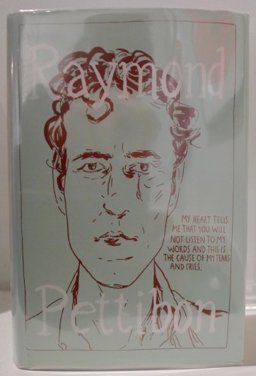 Raymond
MY HEART TELLS
ME THAT YOU WILL
NOT LISTEN TO MY
WORDS AND THIS IS
THE CAUSE OF MY TEARS
AND CRIES.
Pettibon